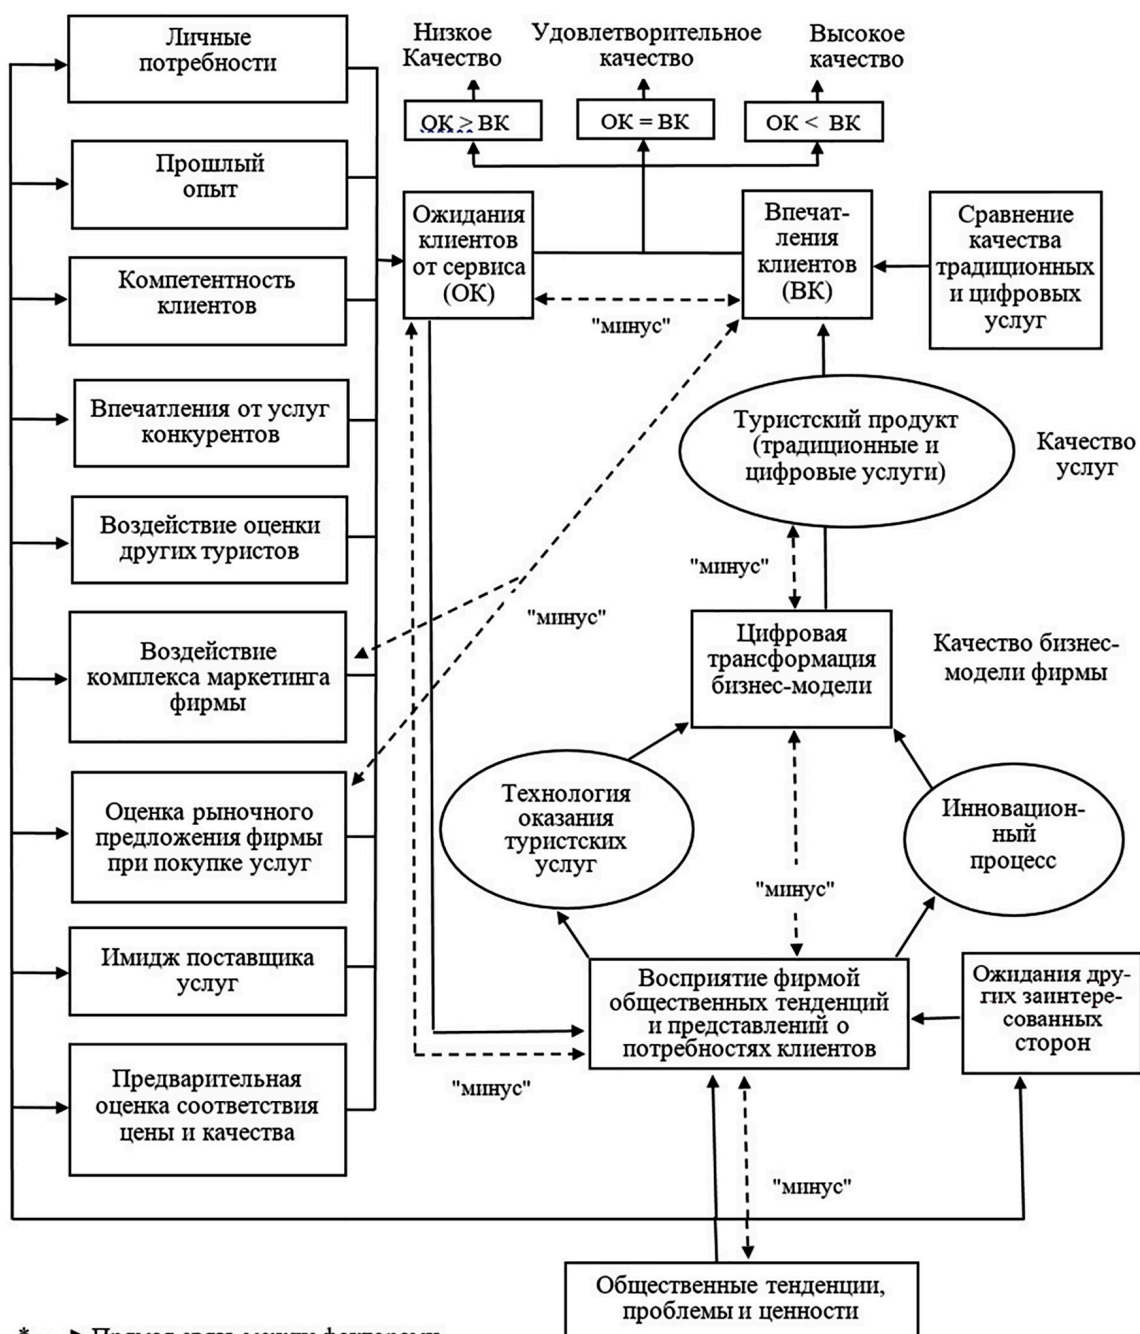 Личные
потребности
Прошлый
опыт
Компетентность
клиентов
Впечатления от услуг
конкурентов
Воздействие оценки
других туристов
Воздействие
комплекса маркетинга
фирмы
Оценка рыночного
предложения фирмы
при покупке услуг
Имидж поставщика
услуг
Предварительная
оценка соответствия
цены и качества
Низкое
Качество
Удовлетворительное
качество
Высокое
качество
ОК > ВК
ОК = ВК
ОК < ВК
Ожидания
клиентов
от сервиса
(ОК)
Впечат-
ления
клиентов
(ВК)
Сравнение
качества
традиционных
и цифровых
услуг
"минус"
Туристский продукт
(традиционные и
цифровые услуги)
Качество
услуг
"минус"
"минус"
Цифровая
трансформация
бизнес-модели
Качество бизнес-
модели фирмы
Технология
оказания
туристских
услуг
Инновацион-
ный
процесс
"минус"
Восприятие фирмой
общественных тенденций
и представлений о
потребностях клиентов
Ожидания дру-
гих заинтере-
сованных
сторон
"минус"
"минус"
Общественные тенденции,
проблемы и ценности
* Прямая связь между факторами